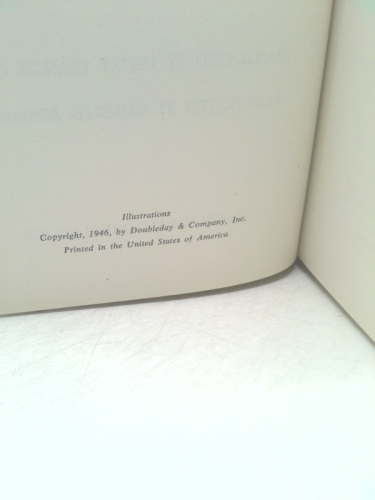 Illustrations
Copyright, 1946, by Doubleday & Company, Inc.
Printed in the United States of America